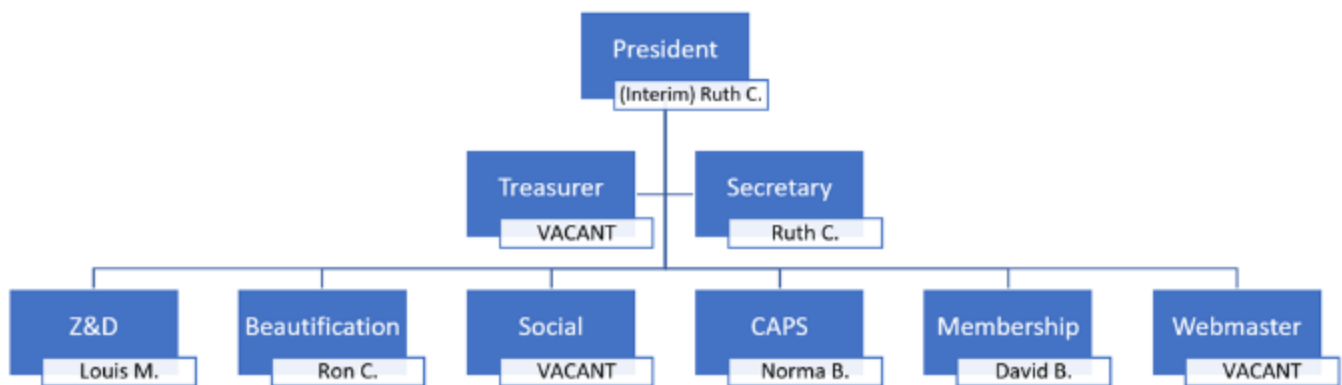 President
(Interim) Ruth C.
Treasurer
VACANT
Secretary
Ruth C.
Z&D
Louis M.
Beautification
Ron C.
Social
VACANT
CAPS
Norma B.
Membership
David B.
Webmaster
VACANT